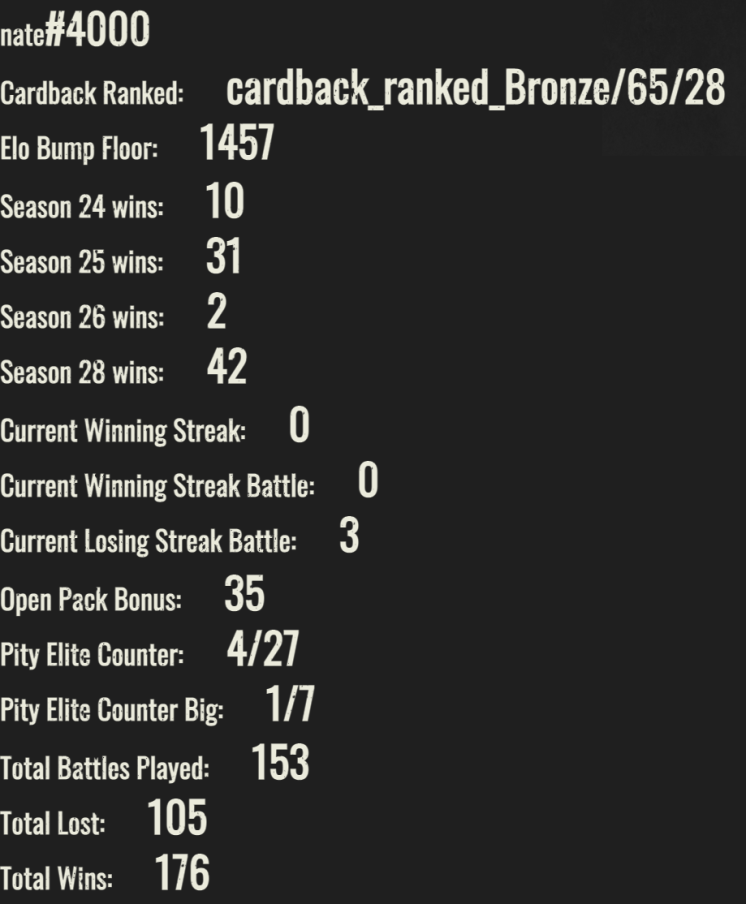 nate#4000
Cardback Ranked: cardback_ranked_Bronze/65/28
Elo Bump Floor: 1457
Season 24 wins: 10
Season 25 wins: 31
Season 26 wins: 2
Season 28 wins: 42
Current Winning Streak: 0
Current Winning Streak Battle: 0
Current Losing Streak Battle: 3
Open Pack Bonus: 35
Pity Elite Counter: 4/27
Pity Elite Counter Big: 1/7
Total Battles Played: 153
Total Lost: 105
Total Wins: 176